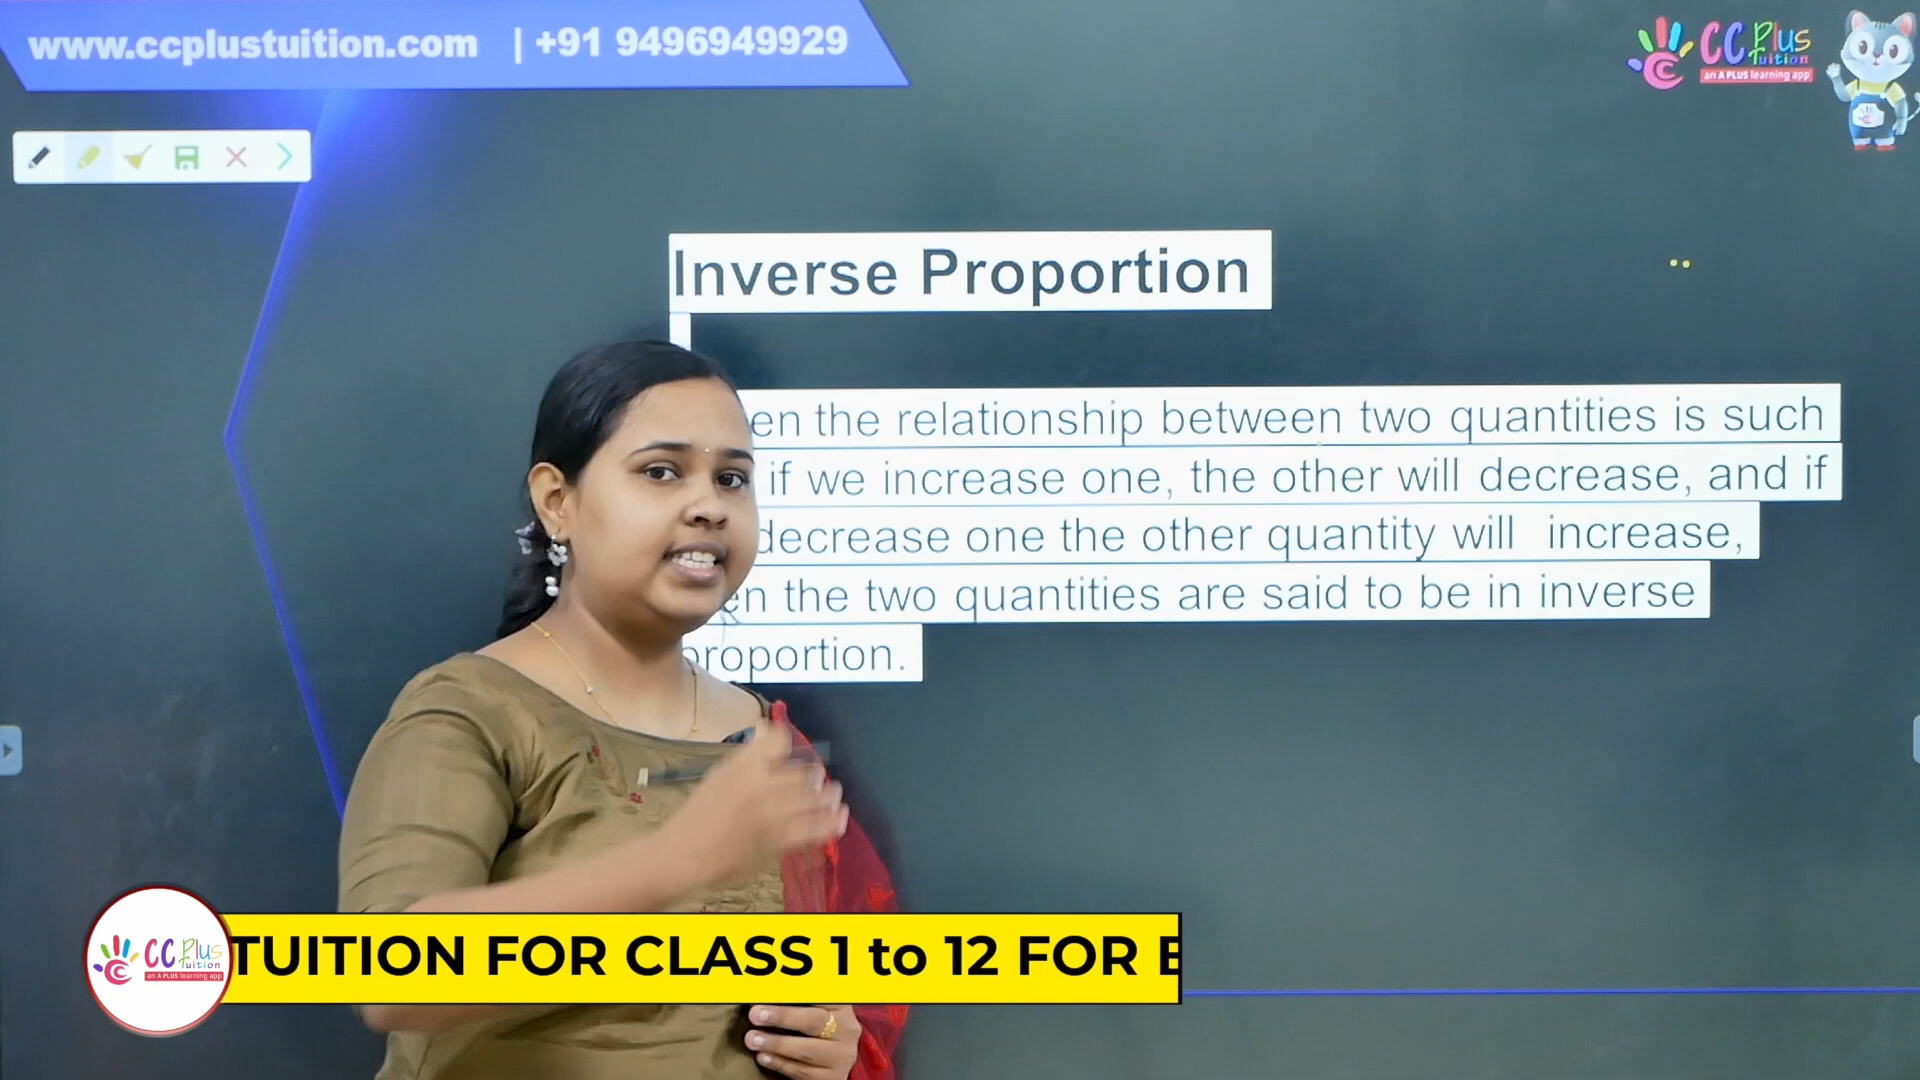 www.ccplustuition.com | +91 9496949929
CC Plus
Tuition
an A PLUS learning app
Inverse Proportion
the relationship between two quantities is such
if we increase one, the other will decrease, and if
decrease one the other quantity will increase,
the two quantities are said to be in inverse
proportion.
CC Plus
Tuition
an A PLUS learning app
TUITION FOR CLASS 1 to 12 FOR